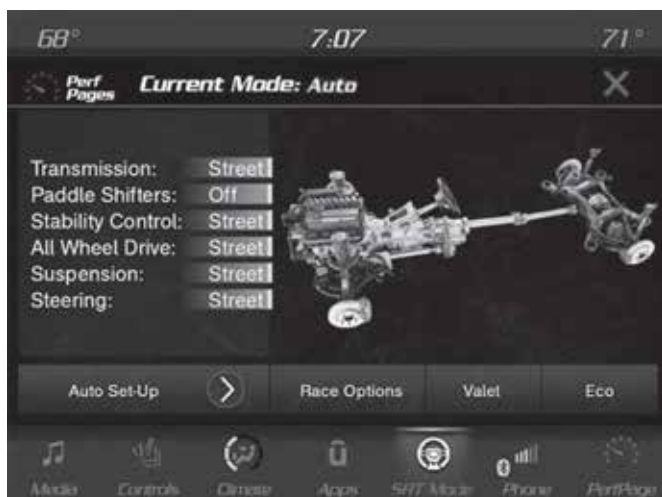 68° 7:07 71°
Perf Pages Current Mode: Auto
Transmission: Street
Paddle Shifters: Off
Stability Control: Street
All Wheel Drive: Street
Suspension: Street
Steering: Street
Auto Set-Up Race Options Valet Eco
Media Controls Climate Apps SRT Mode Phone PerfPage